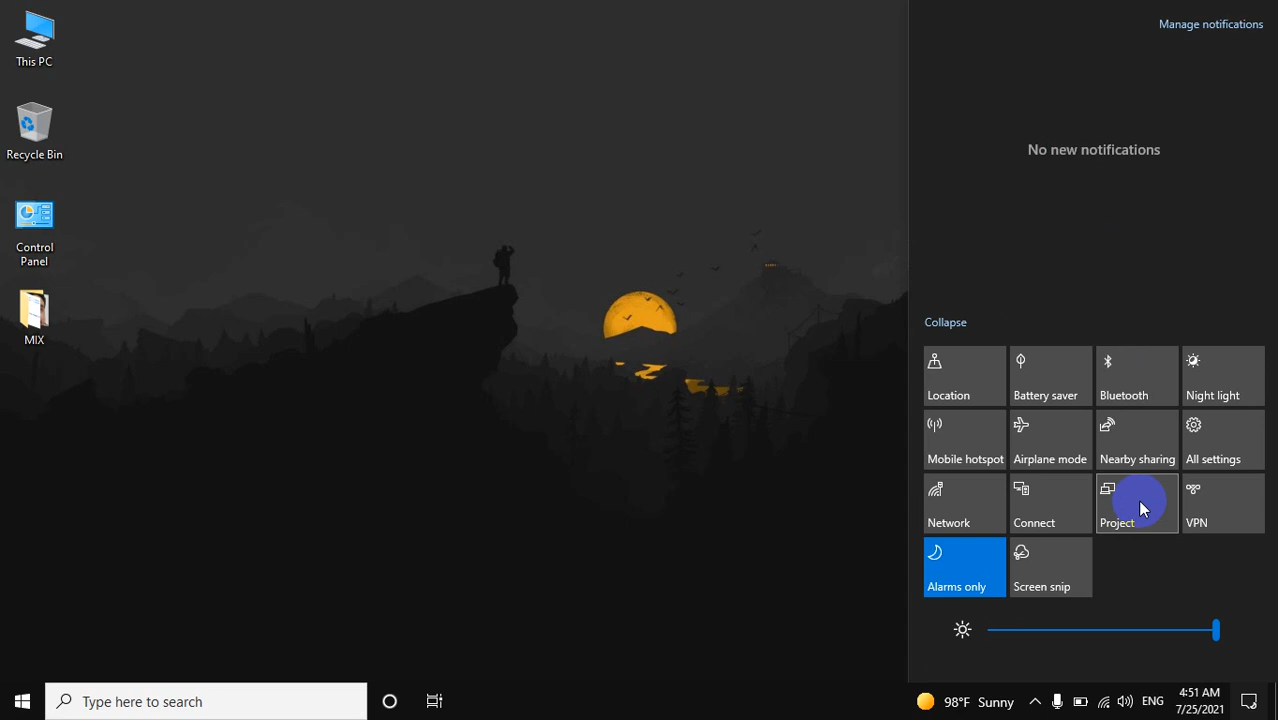 This PC
Recycle Bin
Control
Panel
MIX
Manage notifications
No new notifications
Collapse
Location
Battery saver
Bluetooth
Night light
Mobile hotspot
Airplane mode
Nearby sharing
All settings
Network
Connect
Project
VPN
Alarms only
Screen snip
Type here to search
98°F Sunny
ENG
4:51 AM
7/25/2021